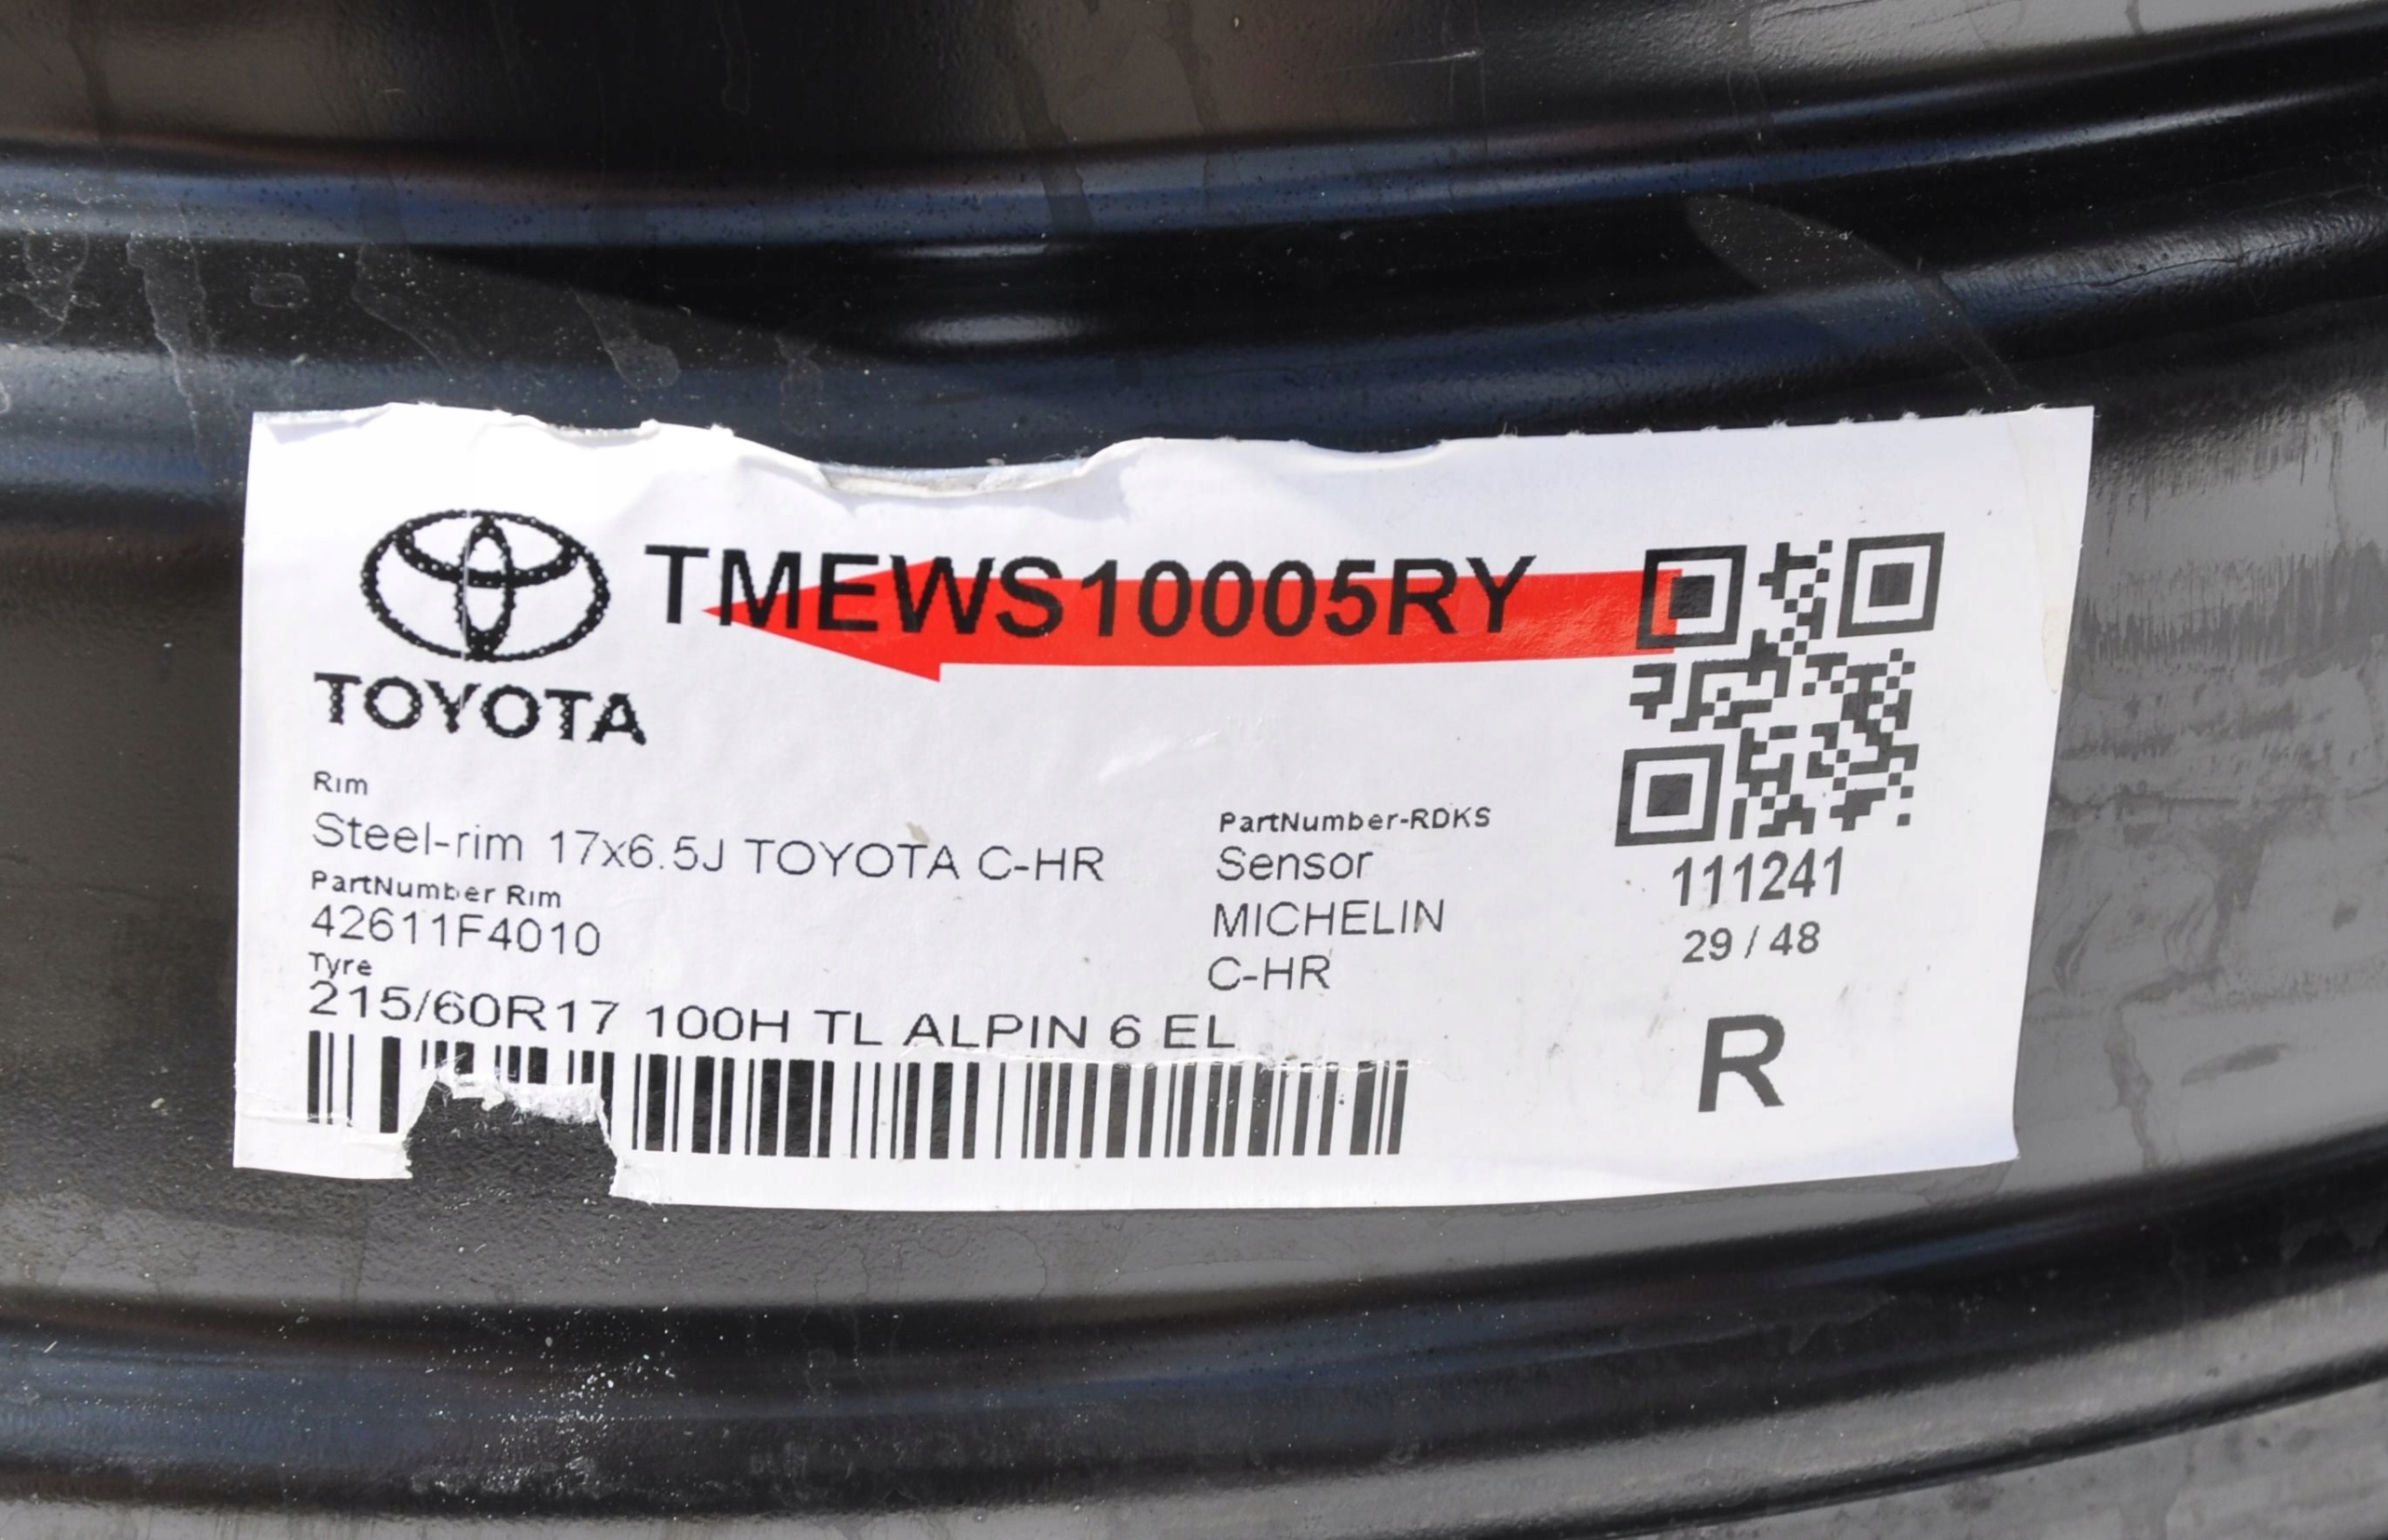 TMEWS10005RY
TOYOTA
Rim
Steel-rim 17x6.5J TOYOTA C-HR
PartNumber Rim
42611F4010
Tyre
215/60R17 100H TL ALPIN 6 EL
PartNumber-RDKS
Sensor
MICHELIN
C-HR
111241
29 / 48
R